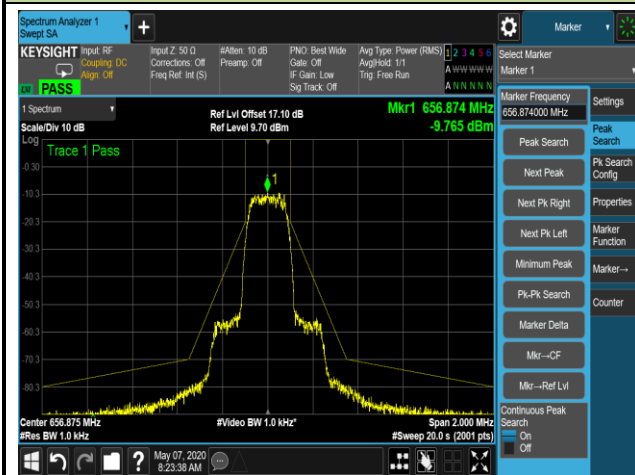 Spectrum Analyzer 1
Swept SA
+
Marker
KEYSIGHT
Input: RF
Coupling: DC
Align: Off
Input Z: 50 Ω
Corrections: Off
Freq Ref: Int (S)
#Atten: 10 dB
Preamp: Off
PNO: Best Wide
Gate: Off
IF Gain: Low
Sig Track: Off
Avg Type: Power (RMS)
Avg|Hold: 1/1
Trig: Free Run
1 2 3 4 5 6
A W W W W W
A N N N N N
PASS
Select Marker
Marker 1
1 Spectrum
Scale/Div 10 dB
Ref Lvl Offset 17.10 dB
Ref Level 9.70 dBm
Mkr1 656.874 MHz
-9.765 dBm
Log
Trace 1 Pass
1
-0.30
-10.3
-20.3
-30.3
-40.3
-50.3
-60.3
-70.3
-80.3
Center 656.875 MHz
#Res BW 1.0 kHz
#Video BW 1.0 kHz*
Span 2.000 MHz
#Sweep 20.0 s (2001 pts)
Marker Frequency
656.874000 MHz
Peak Search
Next Peak
Next Pk Right
Next Pk Left
Minimum Peak
Pk-Pk Search
Marker Delta
Mkr→CF
Mkr→Ref Lvl
Continuous Peak
Search
On
Off
Settings
Peak
Search
Pk Search
Config
Properties
Marker
Function
Marker→
Counter
?
May 07, 2020
8:23:38 AM